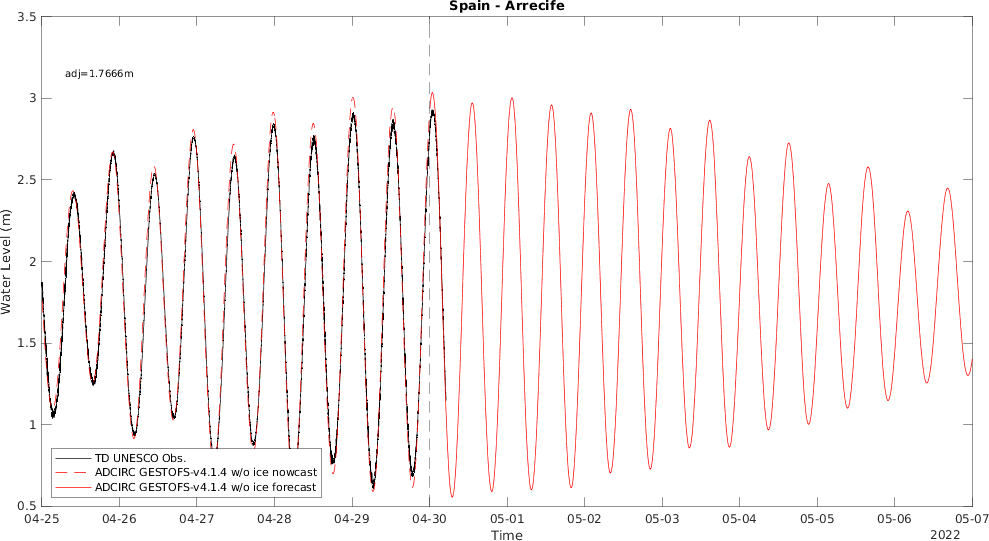 Spain - Arrecife
3.5
adj=1.7666m
3
2.5
2
Water Level (m)
1.5
1
TD UNESCO Obs.
ADCIRC GESTOFS-v4.1.4 w/o ice nowcast
ADCIRC GESTOFS-v4.1.4 w/o ice forecast
0.5
04-25 04-26 04-27 04-28 04-29 04-30 05-01 05-02 05-03 05-04 05-05 05-06 05-07
Time
2022